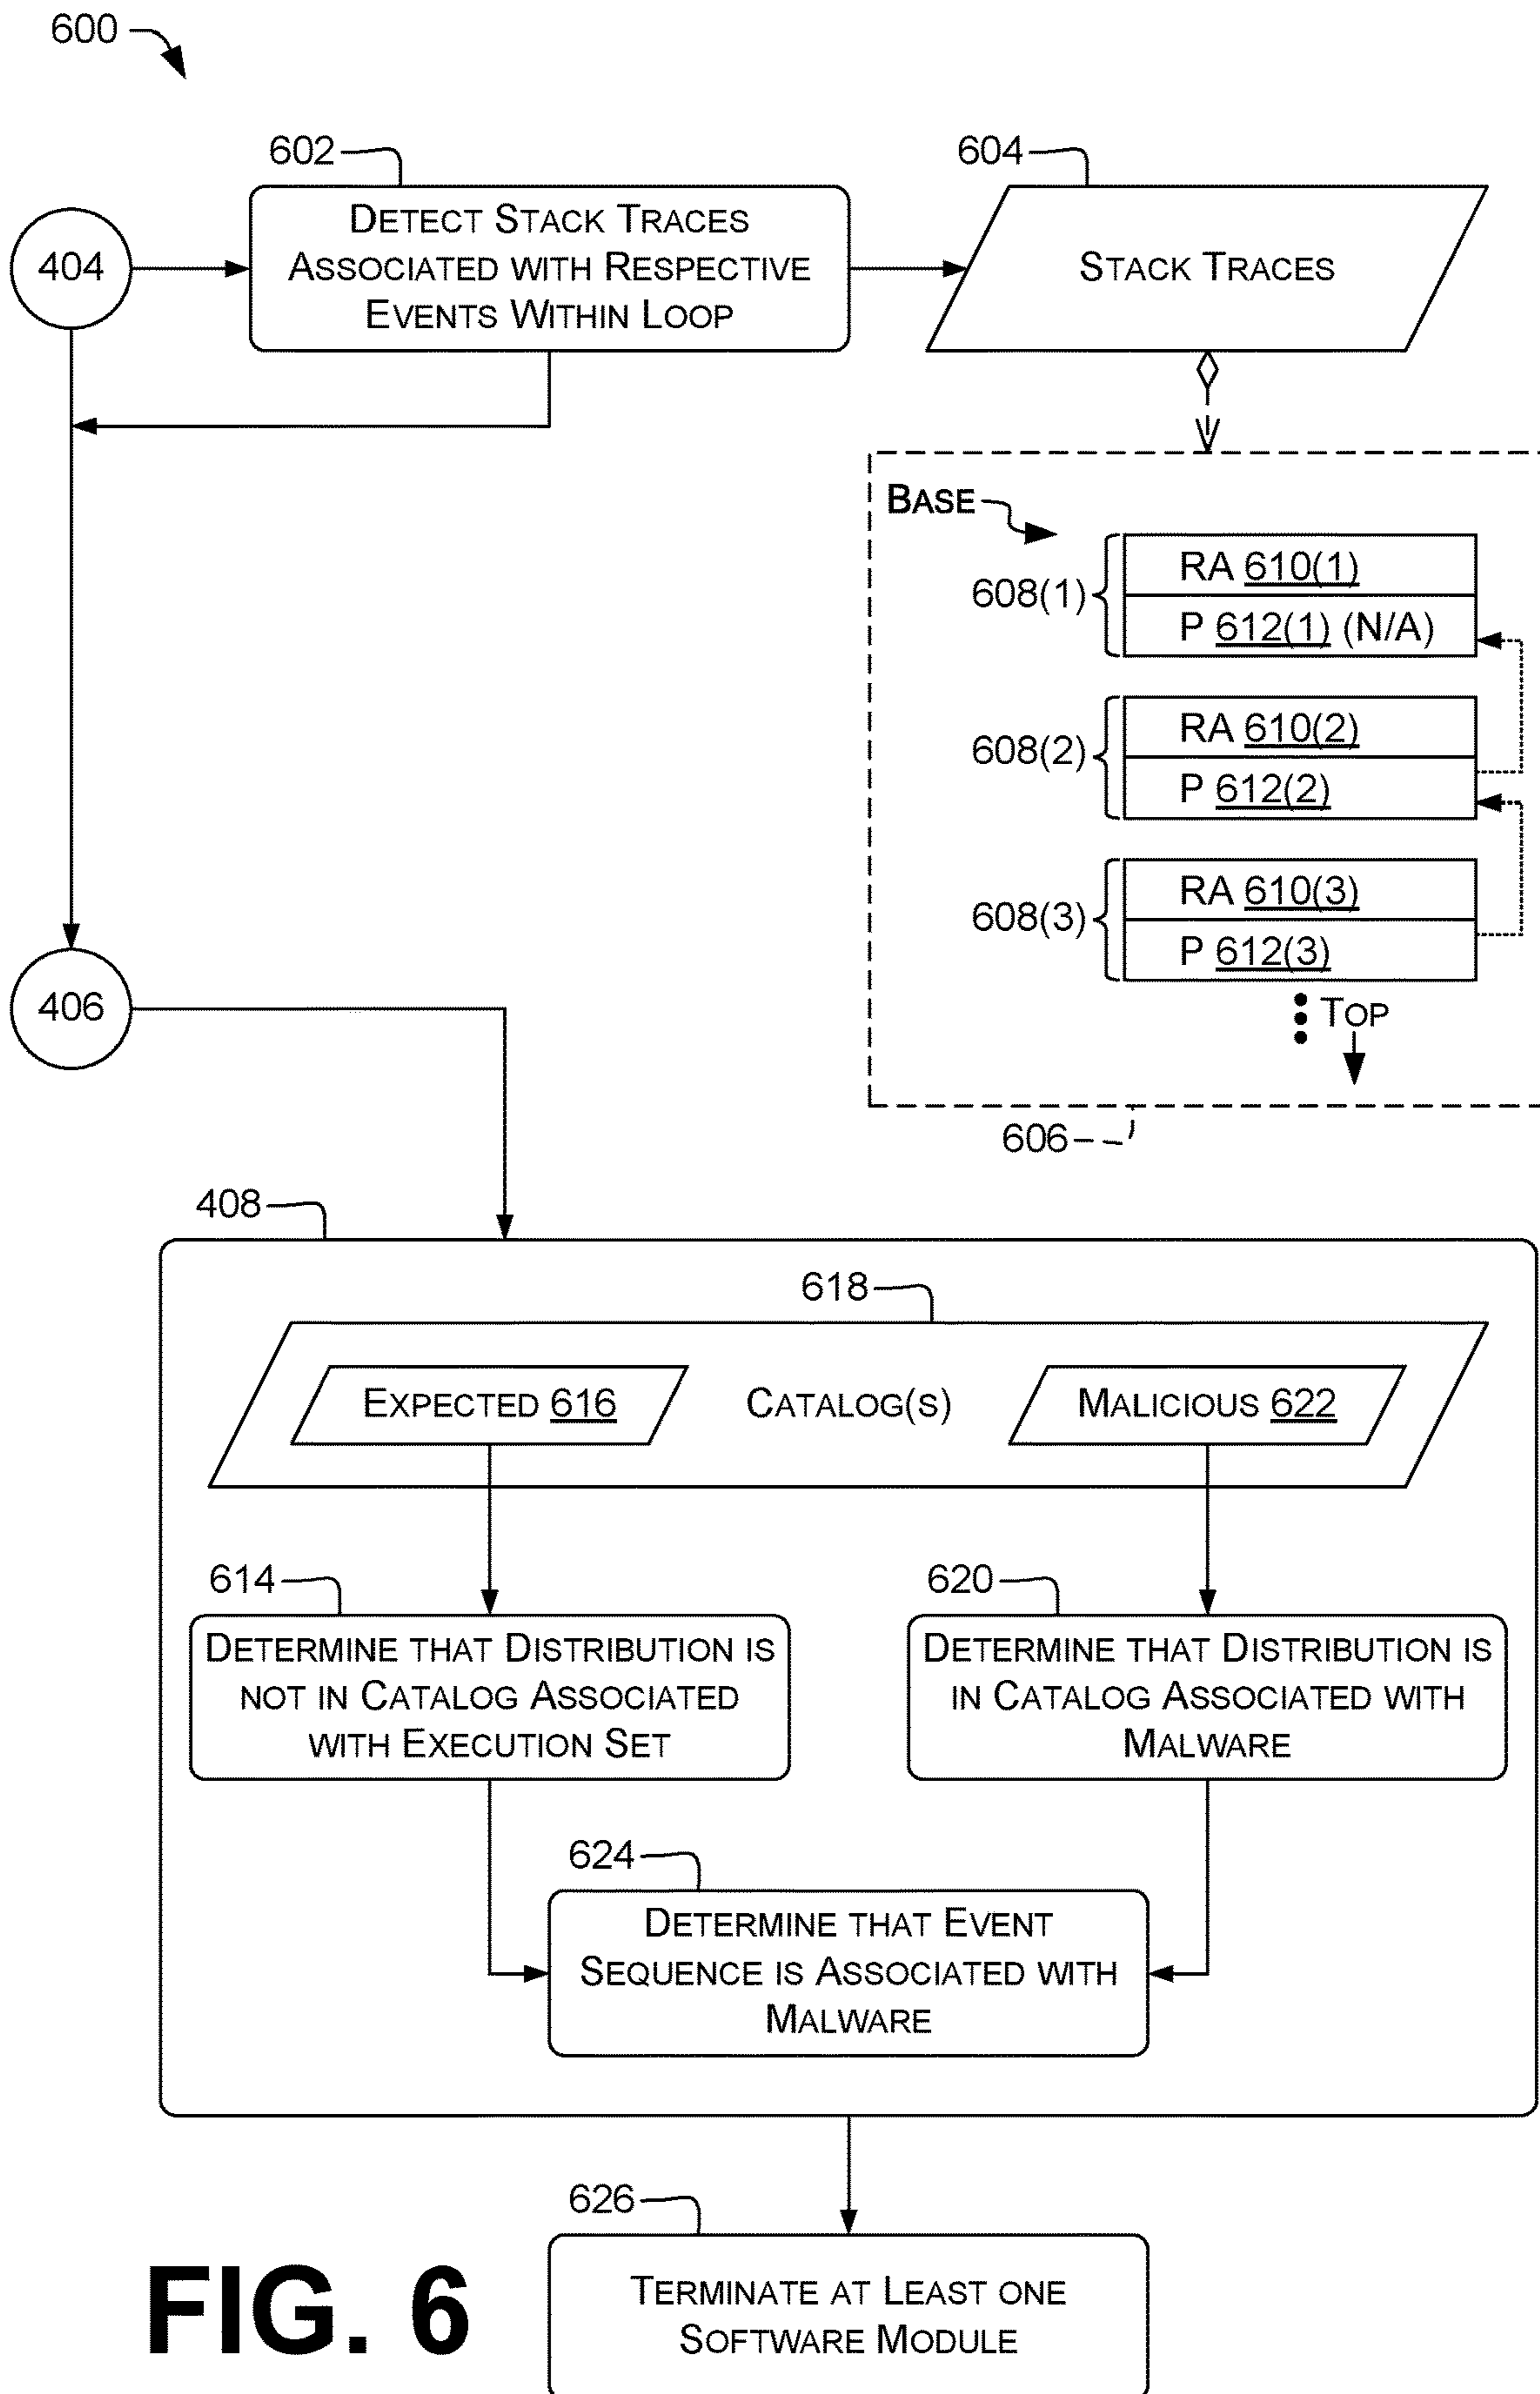 600
602
604
404
DETECT STACK TRACES
ASSOCIATED WITH RESPECTIVE
EVENTS WITHIN LOOP
STACK TRACES
BASE
608(1)
RA 610(1)
P 612(1) (N/A)
608(2)
RA 610(2)
P 612(2)
608(3)
RA 610(3)
P 612(3)
TOP
406
606
408
618
EXPECTED 616
CATALOG(S)
MALICIOUS 622
614
620
DETERMINE THAT DISTRIBUTION IS
NOT IN CATALOG ASSOCIATED
WITH EXECUTION SET
DETERMINE THAT DISTRIBUTION IS
IN CATALOG ASSOCIATED WITH
MALWARE
624
DETERMINE THAT EVENT
SEQUENCE IS ASSOCIATED WITH
MALWARE
626
TERMINATE AT LEAST ONE
SOFTWARE MODULE
FIG. 6